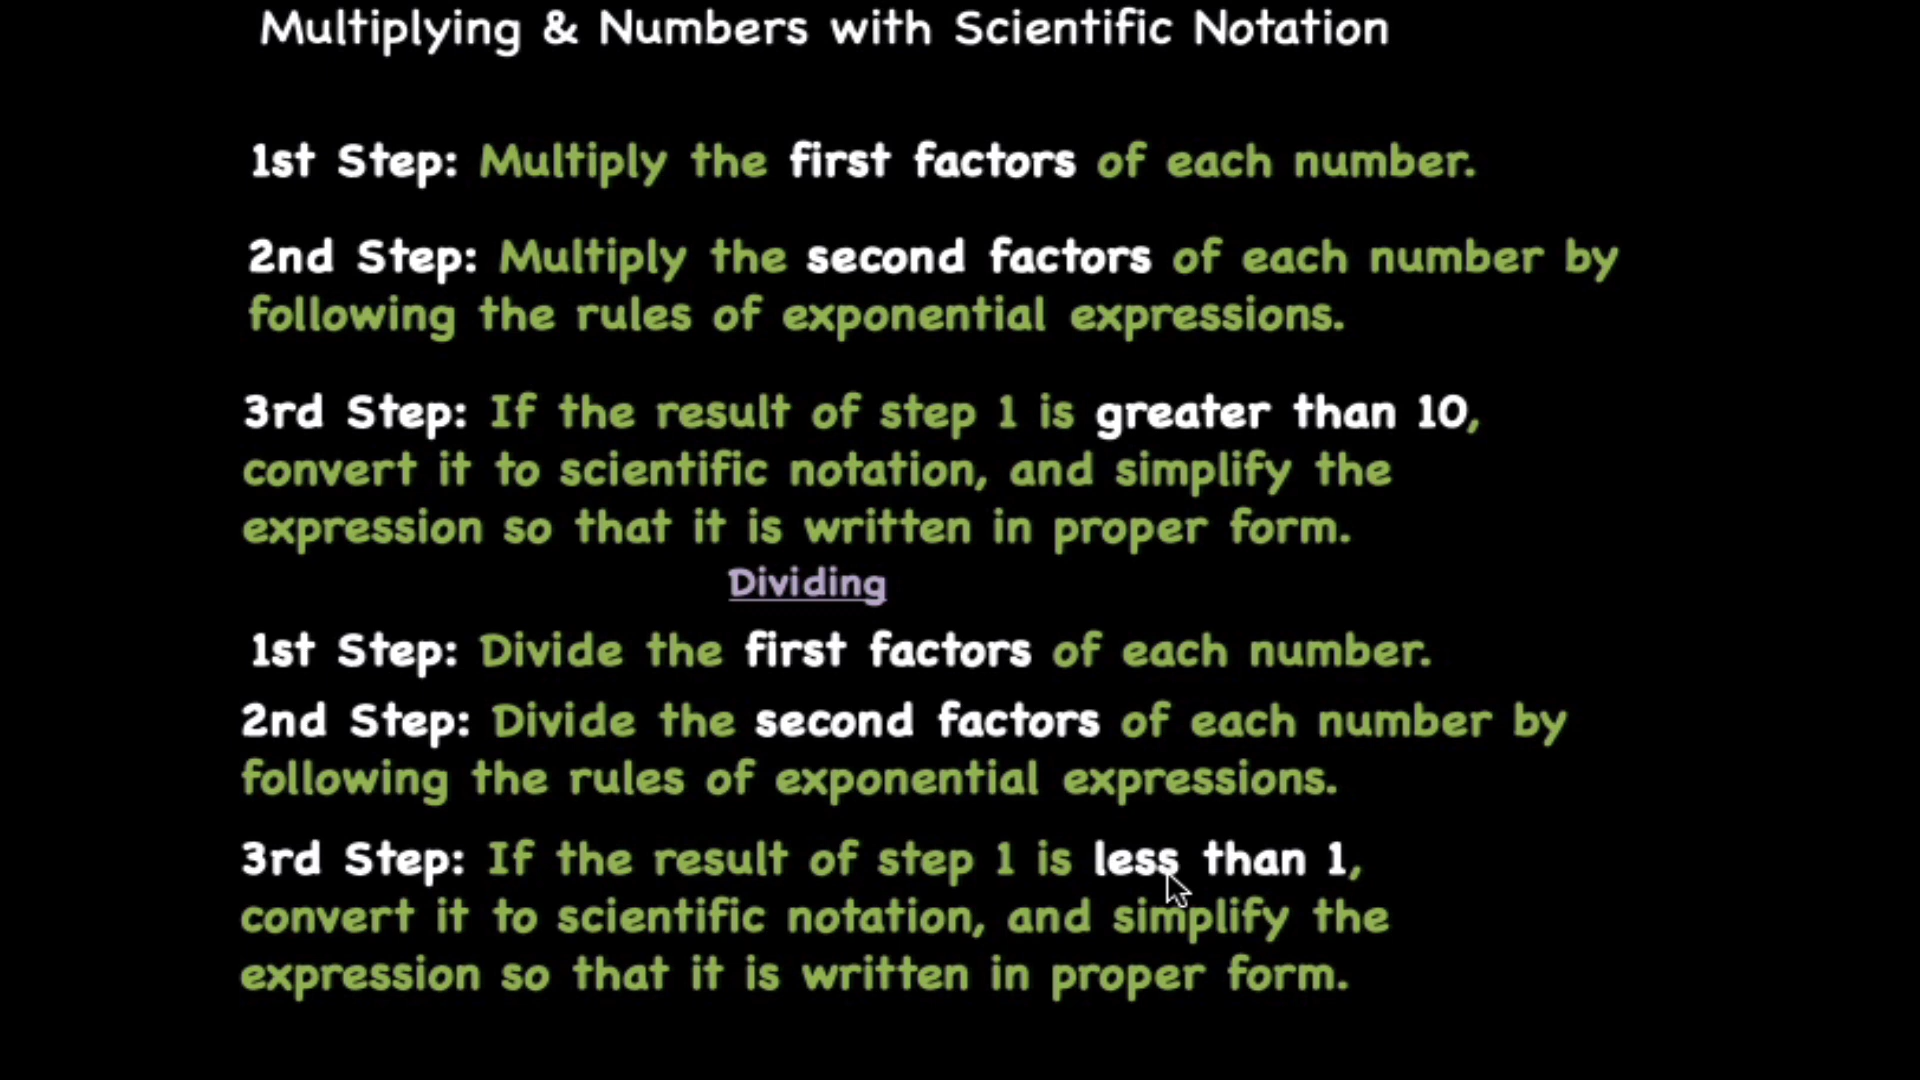 Multiplying & Numbers with Scientific Notation
1st Step: Multiply the first factors of each number.
2nd Step: Multiply the second factors of each number by
following the rules of exponential expressions.
3rd Step: If the result of step 1 is greater than 10,
convert it to scientific notation, and simplify the
expression so that it is written in proper form.
Dividing
1st Step: Divide the first factors of each number.
2nd Step: Divide the second factors of each number by
following the rules of exponential expressions.
3rd Step: If the result of step 1 is less than 1,
convert it to scientific notation, and simplify the
expression so that it is written in proper form.